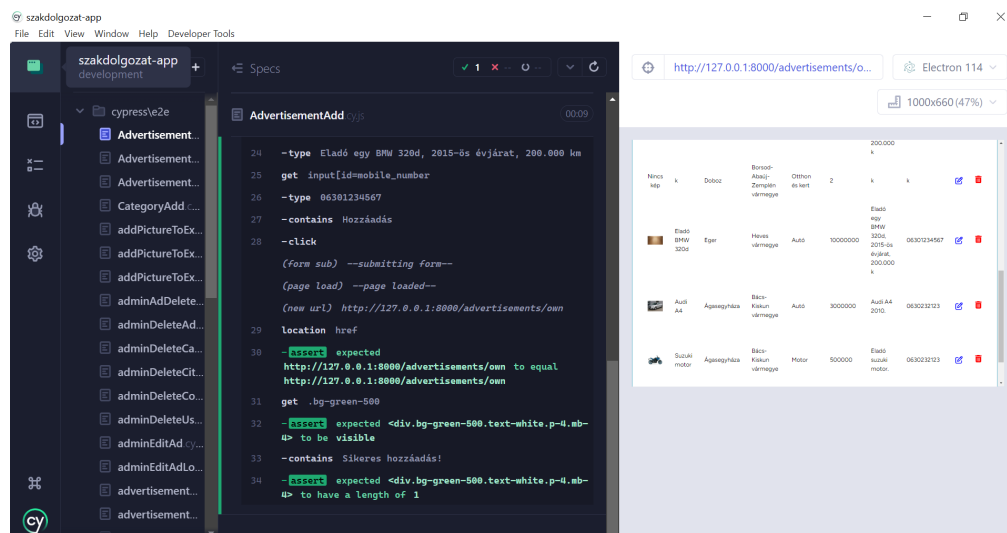 szakdolgozat-app
File Edit View Window Help Developer Tools
szakdolgozat-app
development
+
cypress\e2e
Advertisement...
Advertisement...
Advertisement...
CategoryAdd.c...
addPictureToEx...
addPictureToEx...
addPictureToEx...
adminAdDelete...
adminDeleteAd...
adminDeleteCa...
adminDeleteCit...
adminDeleteCo...
adminDeleteUs...
adminEditAd.cy...
adminEditAdLo...
advertisement...
advertisement...
cy
Specs
1 -- --
AdvertisementAdd.cy.js 00:09
24 -type Eladó egy BMW 320d, 2015-ös évjárat, 200.000 km
25 get input[id=mobile_number
26 -type 06301234567
27 -contains Hozzáadás
28 -click
(form sub) --submitting form--
(page load) --page loaded--
(new url) http://127.0.0.1:8000/advertisements/own
29 location href
30 -assert expected
http://127.0.0.1:8000/advertisements/own to equal
http://127.0.0.1:8000/advertisements/own
31 get .bg-green-500
32 -assert expected <div.bg-green-500.text-white.p-4.mb-
4> to be visible
33 -contains Sikeres hozzáadás!
34 -assert expected <div.bg-green-500.text-white.p-4.mb-
4> to have a length of 1
http://127.0.0.1:8000/advertisements/o...
Electron 114
1000x660 (47%)
200.000
k
Nincs kép k Doboz Borsod-Abaúj-Zemplén vármegye Otthon és kert 2 k k
Eladó BMW 320d Eger Heves vármegye Autó 10000000 Eladó egy BMW 320d, 2015-ös évjárat, 200.000 k 06301234567
Audi A4 Ágasegyháza Bács-Kiskun vármegye Autó 3000000 Audi A4 2010. 0630232123
Suzuki motor Ágasegyháza Bács-Kiskun vármegye Motor 500000 Eladó suzuki motor. 0630232123